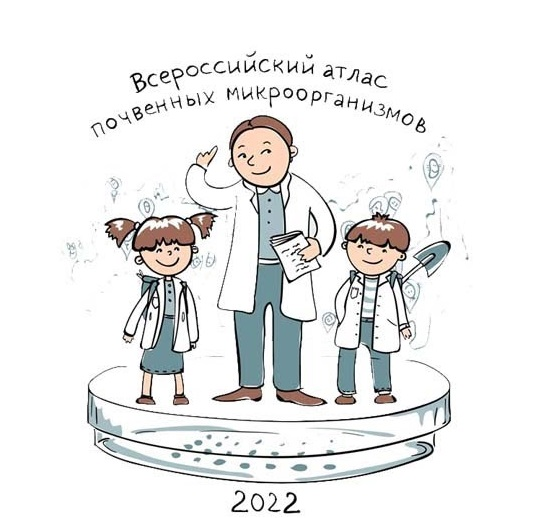 Всероссийский атлас
почвенных микроорганизмов
2022